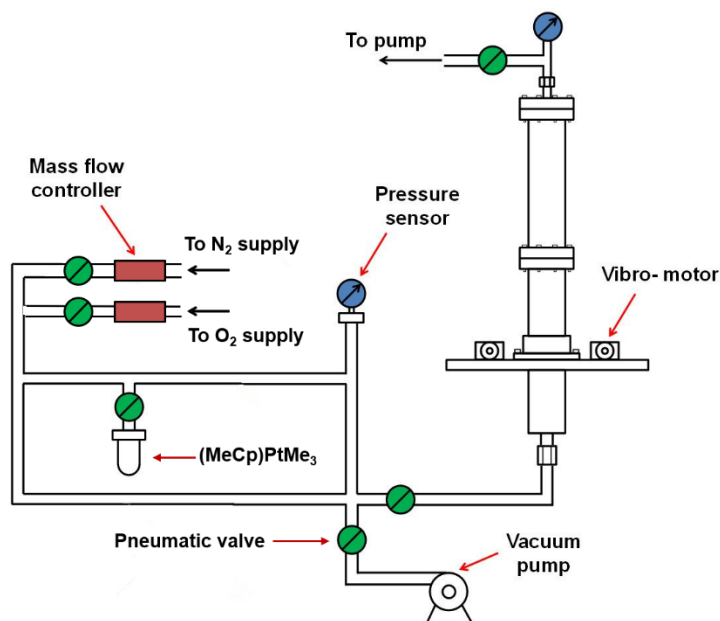 To pump
Mass flow
controller
Pressure
sensor
To N₂ supply
Vibro- motor
To O₂ supply
(MeCp)PtMe₃
Pneumatic valve
Vacuum
pump